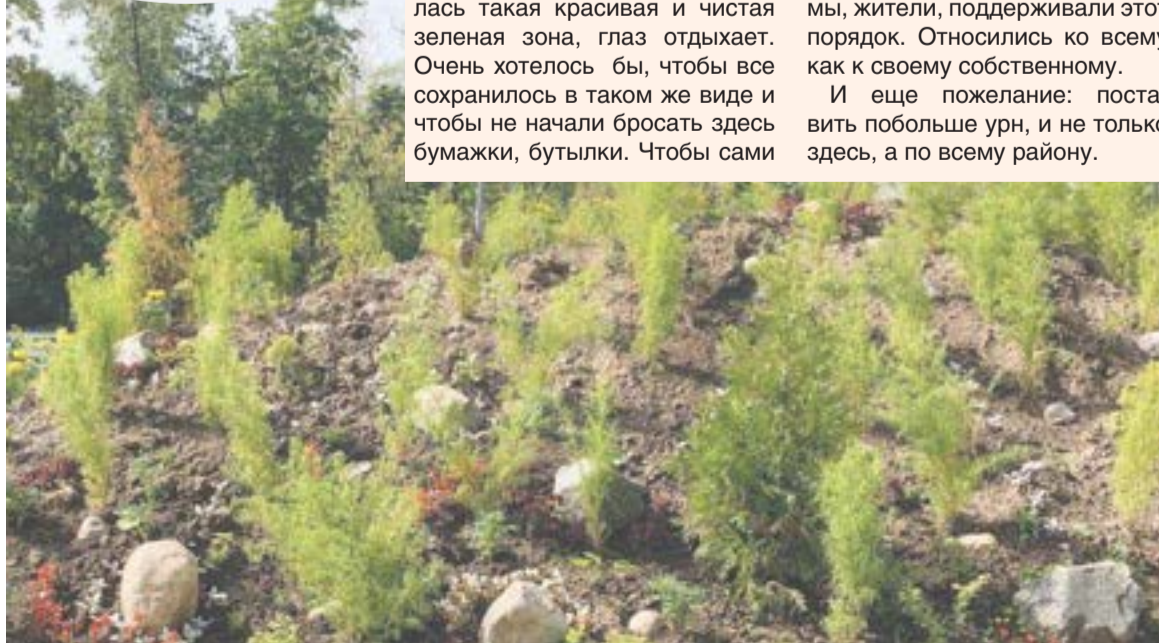 лась такая красивая и чистая
зеленая зона, глаз отдыхает.
Очень хотелось бы, чтобы все
сохранилось в таком же виде и
чтобы не начали бросать здесь
бумажки, бутылки. Чтобы сами
мы, жители, поддерживали этот
порядок. Относились ко всему
как к своему собственному.
И еще пожелание: поста-
вить побольше урн, и не только
здесь, а по всему району.